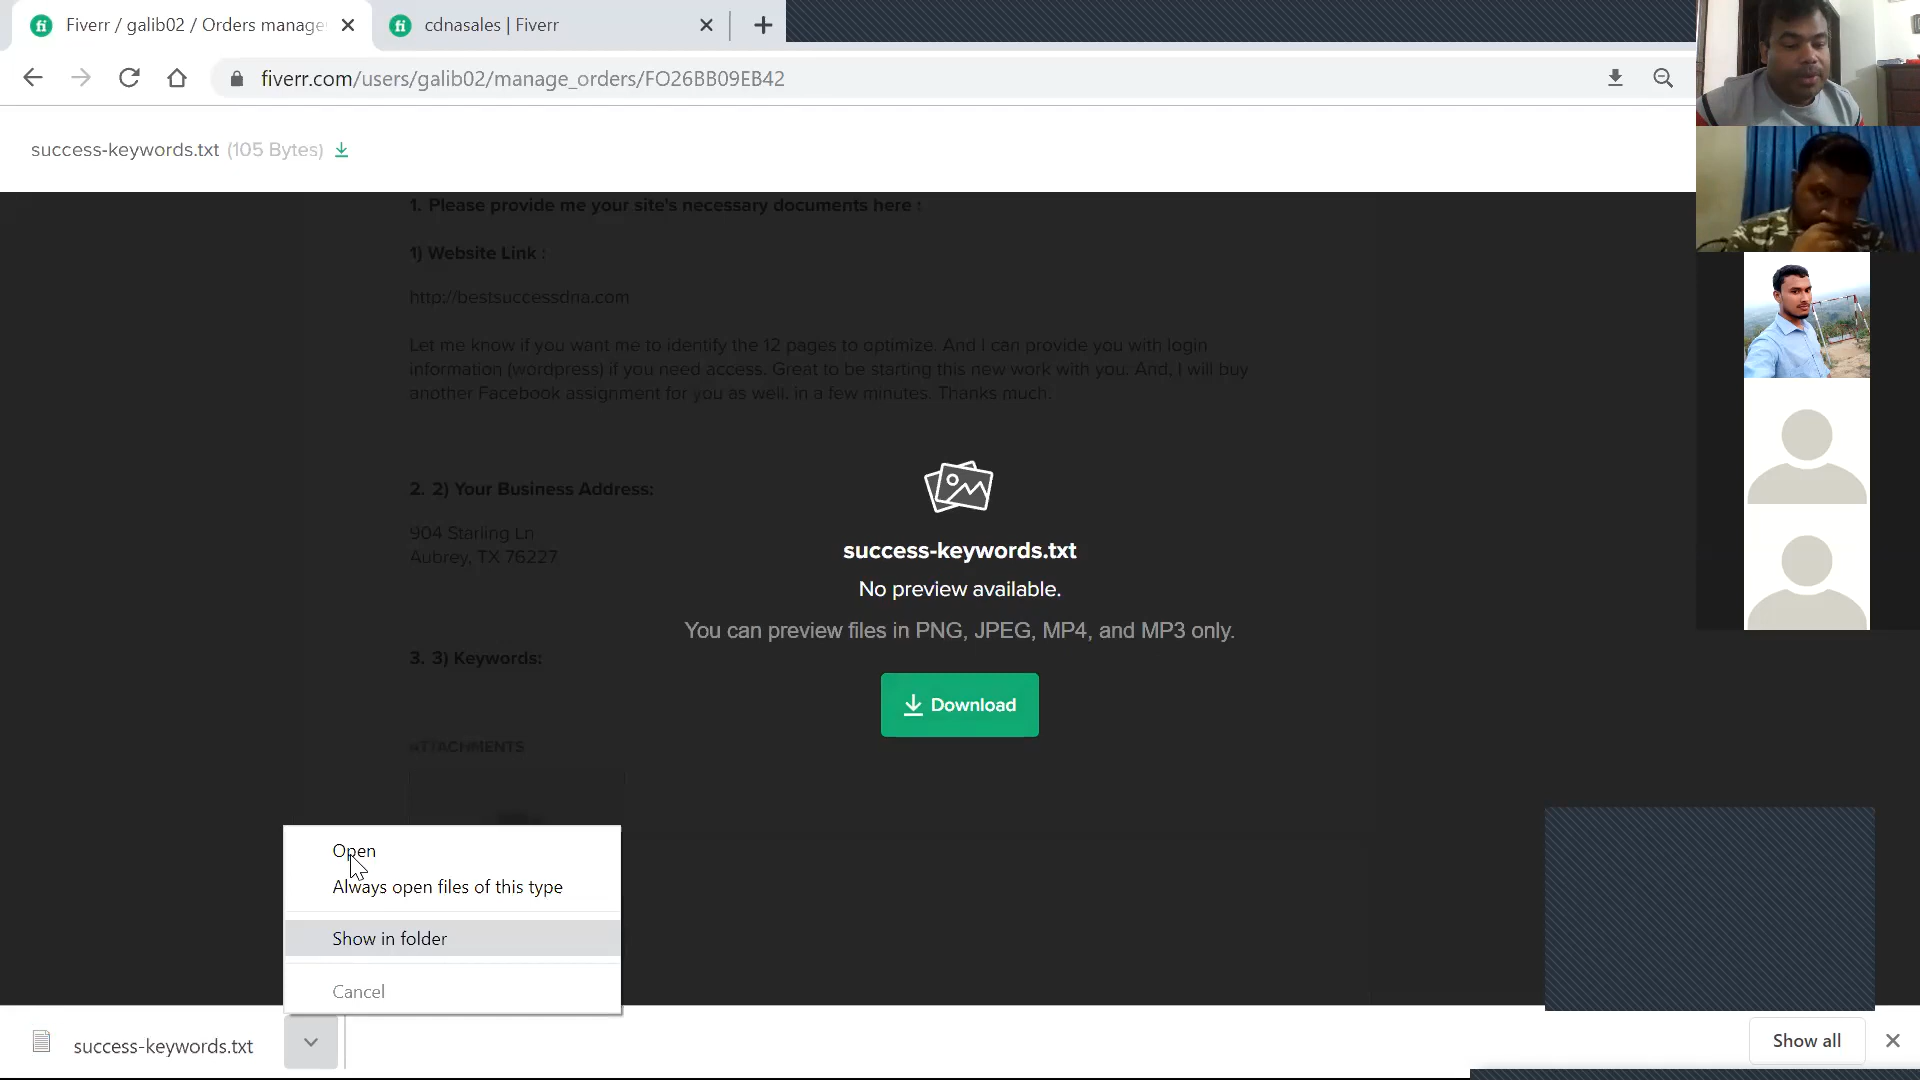 Fiverr / galib02 / Orders manage
cdnasales | Fiverr
fiverr.com/users/galib02/manage_orders/FO26BB09EB42
success-keywords.txt (105 Bytes)
1. Please provide me your site's necessary documents here :
1) Website Link :
http://bestsuccessdna.com
Let me know if you want me to identify the 12 pages to optimize. And I can provide you with login
information (wordpress) if you need access. Great to be starting this new work with you. And, I will buy
another Facebook assignment for you as well, in a few minutes. Thanks much.
2. 2) Your Business Address:
904 Starling Ln
Aubrey, TX 76227
success-keywords.txt
No preview available.
You can preview files in PNG, JPEG, MP4, and MP3 only.
3. 3) Keywords:
Download
ATTACHMENTS
Open
Always open files of this type
Show in folder
Cancel
success-keywords.txt
Show all